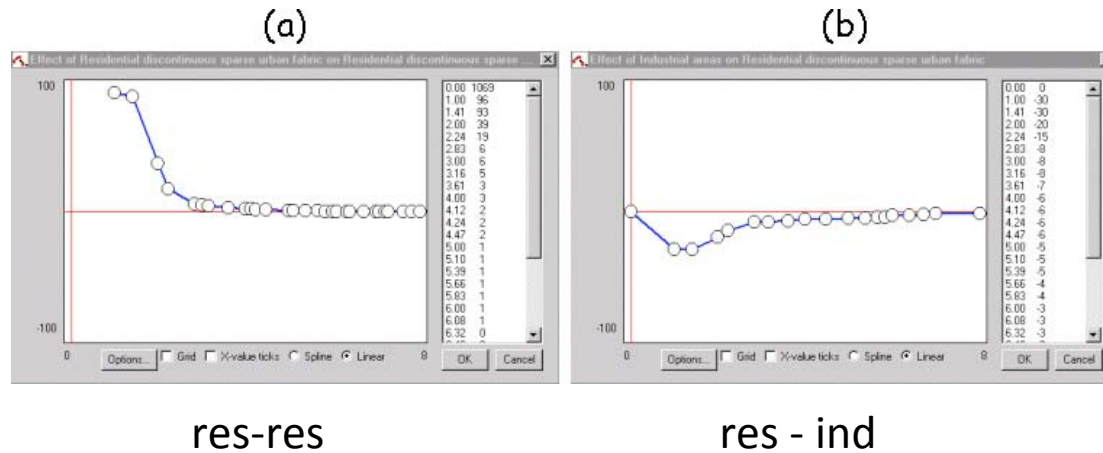 (a)
Effect of Residential discontinuous sparse urban fabric on Residential discontinuous sparse ...
100
-100
0
8
0.00 1069
1.00 96
1.41 93
2.00 39
2.24 19
2.83 6
3.00 6
3.16 5
3.61 3
4.00 3
4.12 2
4.24 2
4.47 2
5.00 1
5.10 1
5.39 1
5.66 1
5.83 1
6.00 1
6.08 1
6.32 0
Options...
Grid
X-value ticks
Spline
Linear
OK
Cancel
res-res
(b)
Effect of Industrial areas on Residential discontinuous sparse urban fabric
100
-100
0
8
0.00 0
1.00 -30
1.41 -30
2.00 -20
2.24 -15
2.83 -8
3.00 -8
3.16 -8
3.61 -7
4.00 -6
4.12 -6
4.24 -6
4.47 -6
5.00 -5
5.10 -5
5.39 -5
5.66 -4
5.83 -4
6.00 -3
6.08 -3
6.32 -3
Options...
Grid
X-value ticks
Spline
Linear
OK
Cancel
res - ind